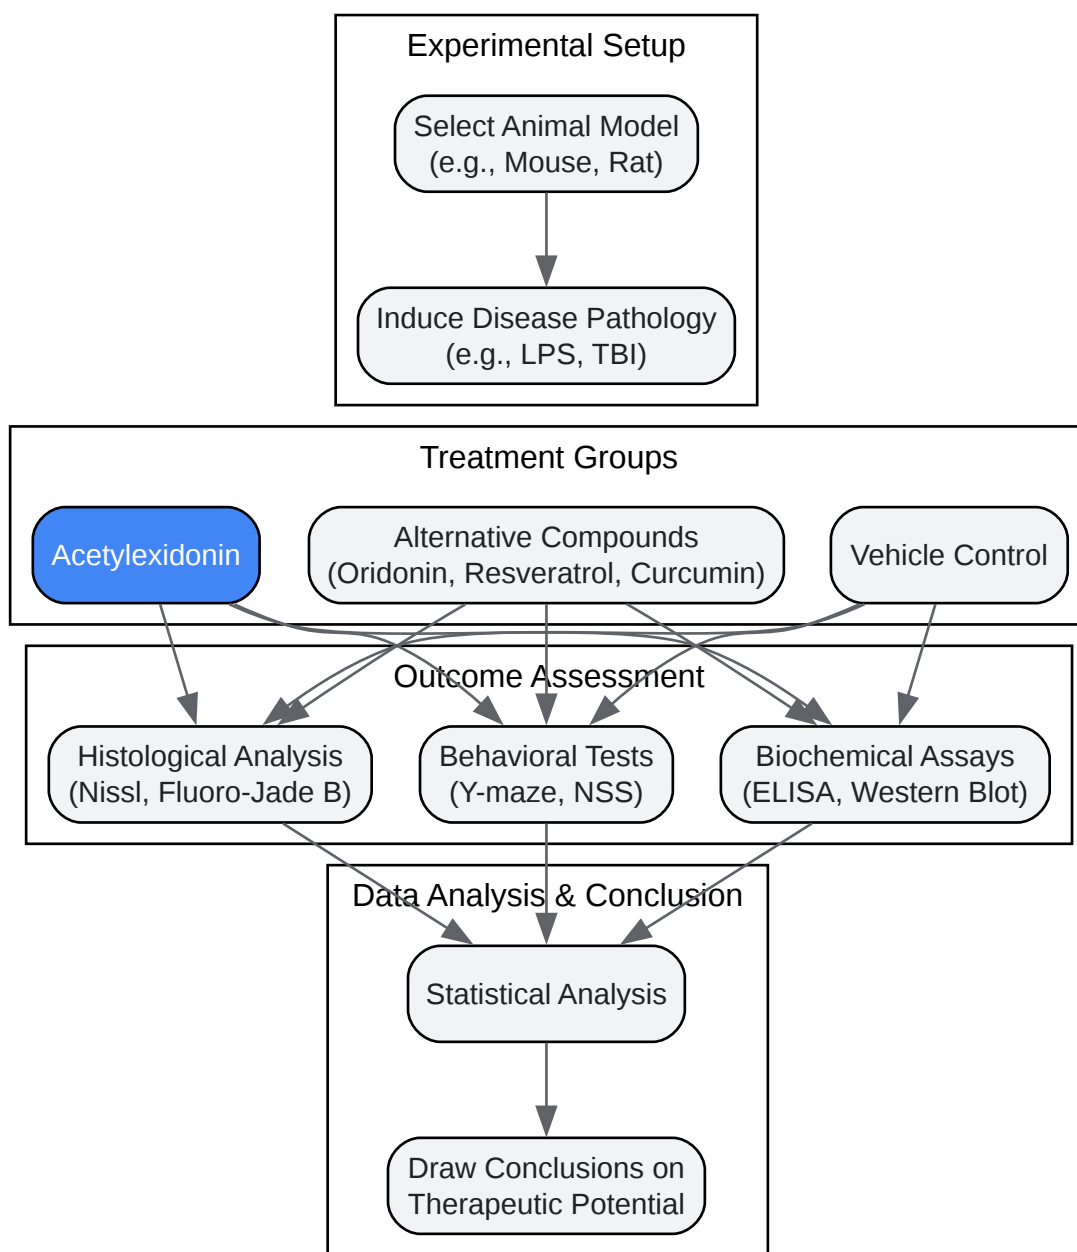 Experimental Setup
Select Animal Model
(e.g., Mouse, Rat)
Induce Disease Pathology
(e.g., LPS, TBI)
Treatment Groups
Acetylexidonin
Alternative Compounds
(Oridonin, Resveratrol, Curcumin)
Vehicle Control
Outcome Assessment
Histological Analysis
(Nissl, Fluoro-Jade B)
Behavioral Tests
(Y-maze, NSS)
Biochemical Assays
(ELISA, Western Blot)
Data Analysis & Conclusion
Statistical Analysis
Draw Conclusions on
Therapeutic Potential